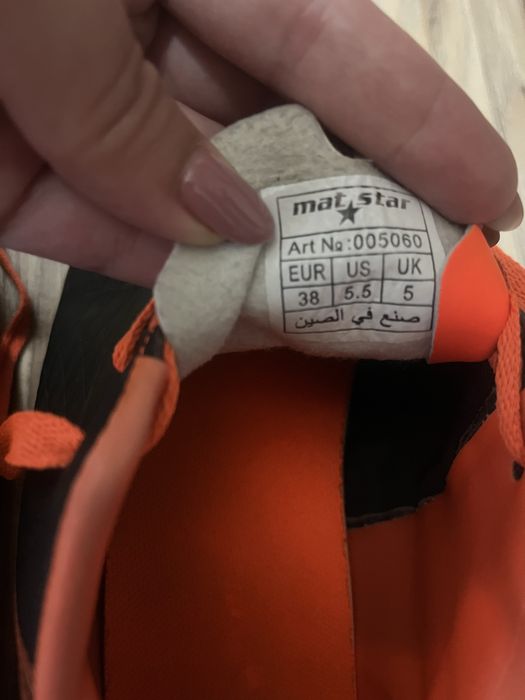 mat star
Art №:005060
EUR US UK
38 5.5 5
صنع في الصين